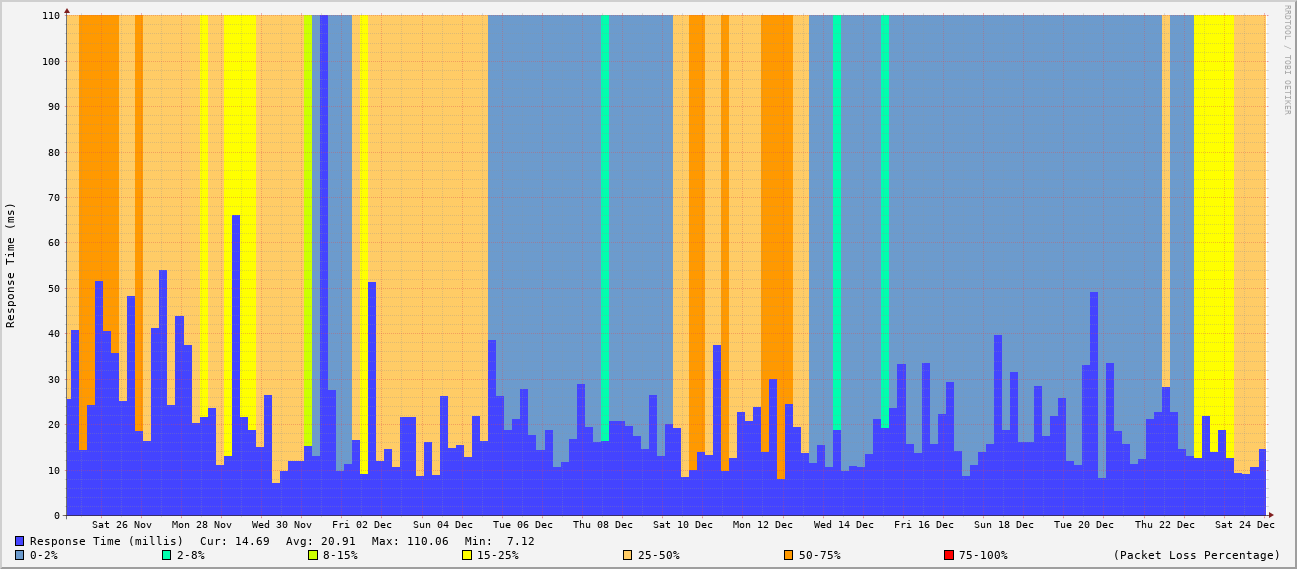 RRDTOOL / TOBI OETIKER
Response Time (ms)
110
100
90
80
70
60
50
40
30
20
10
0
Sat 26 Nov Mon 28 Nov Wed 30 Nov Fri 02 Dec Sun 04 Dec Tue 06 Dec Thu 08 Dec Sat 10 Dec Mon 12 Dec Wed 14 Dec Fri 16 Dec Sun 18 Dec Tue 20 Dec Thu 22 Dec Sat 24 Dec
Response Time (millis) Cur: 14.69 Avg: 20.91 Max: 110.06 Min: 7.12
0-2% 2-8% 8-15% 15-25% 25-50% 50-75% 75-100% (Packet Loss Percentage)